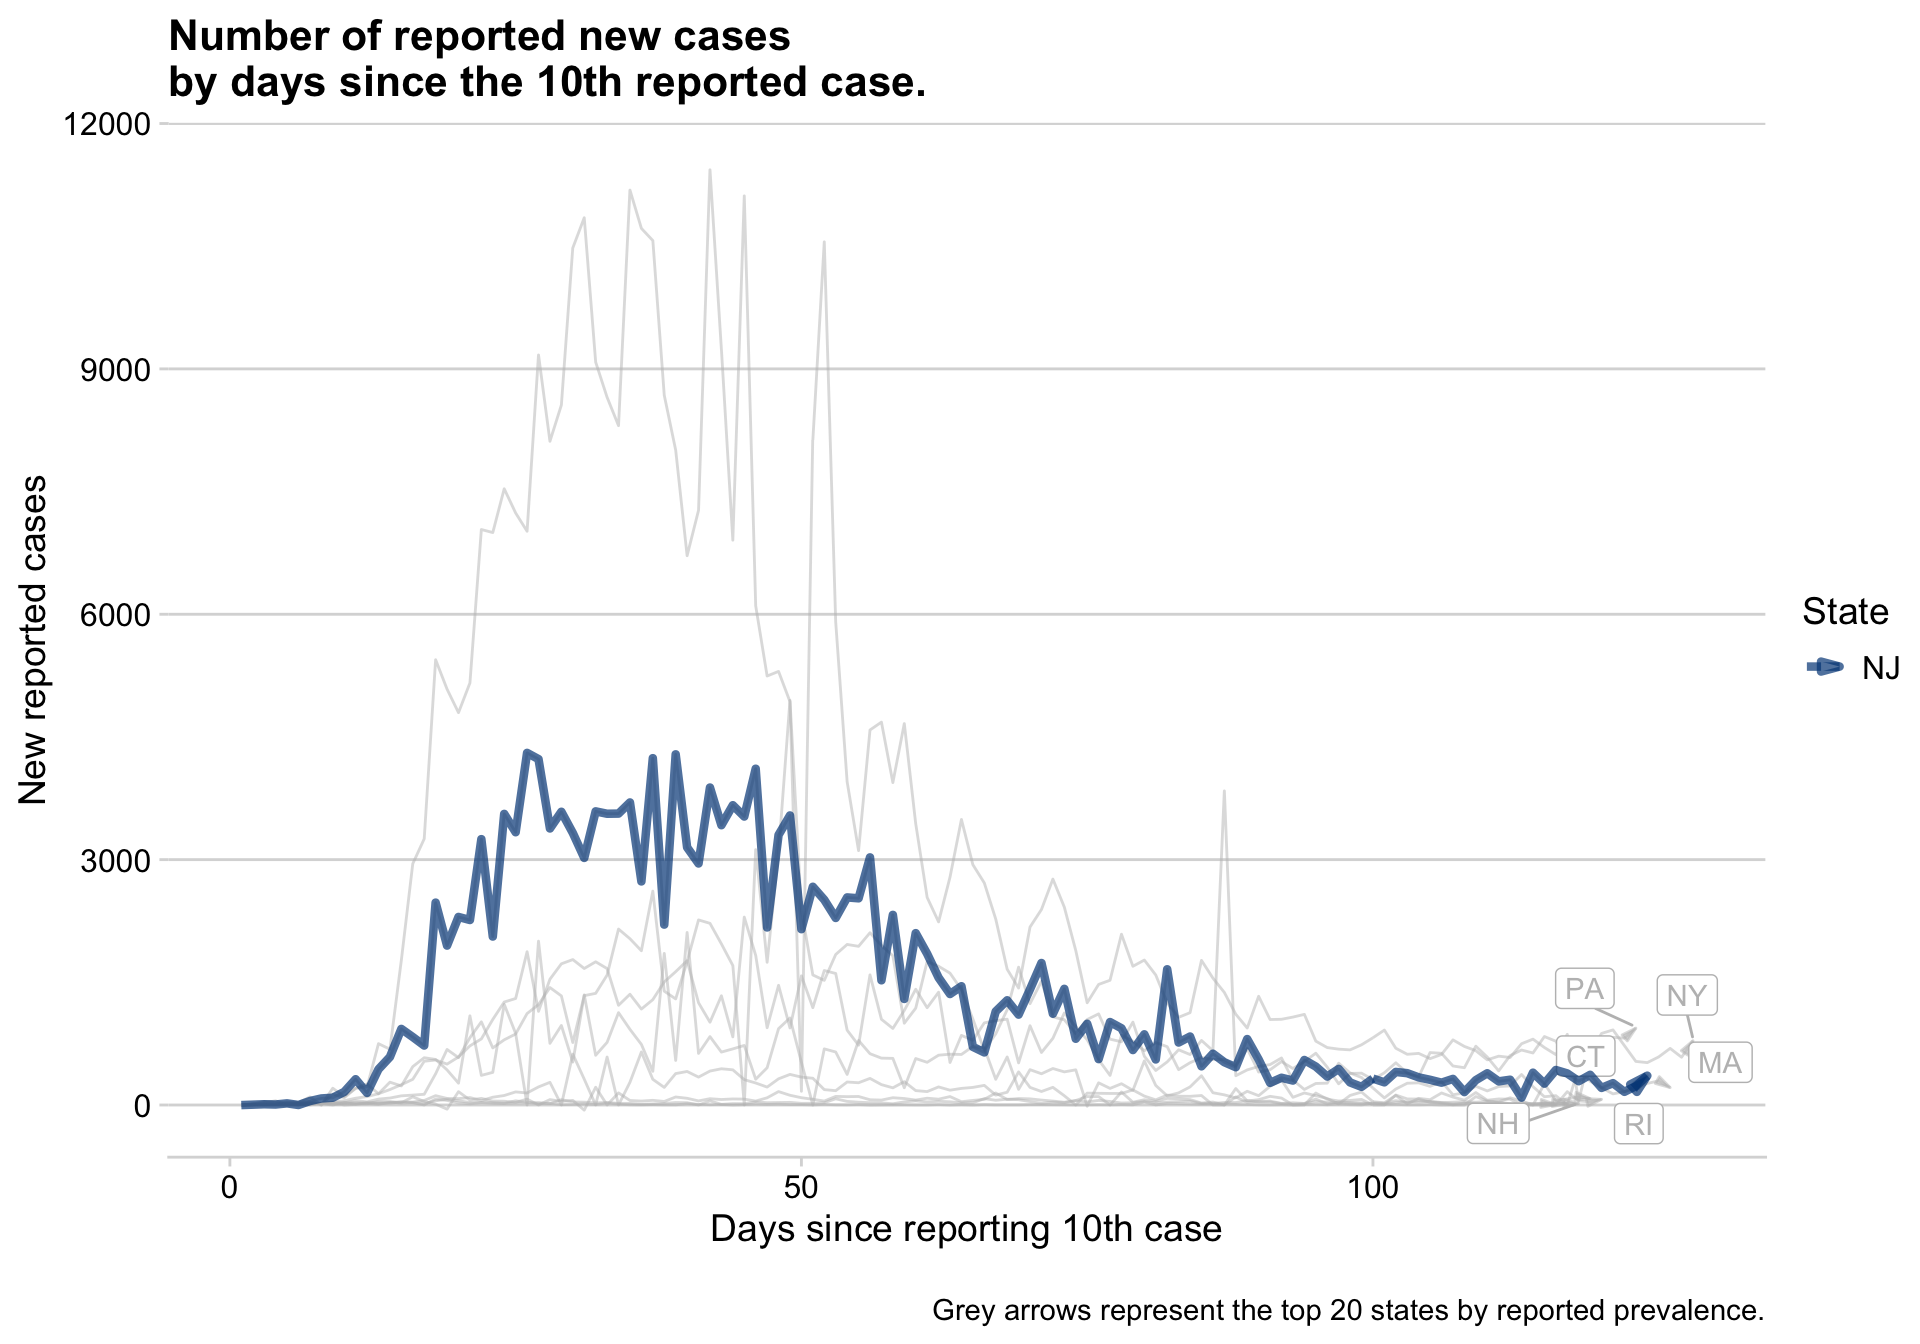 Number of reported new cases
by days since the 10th reported case.
12000
9000
6000
3000
0
New reported cases
PA
NY
CT
MA
NH
RI
State
NJ
0
50
100
Days since reporting 10th case
Grey arrows represent the top 20 states by reported prevalence.